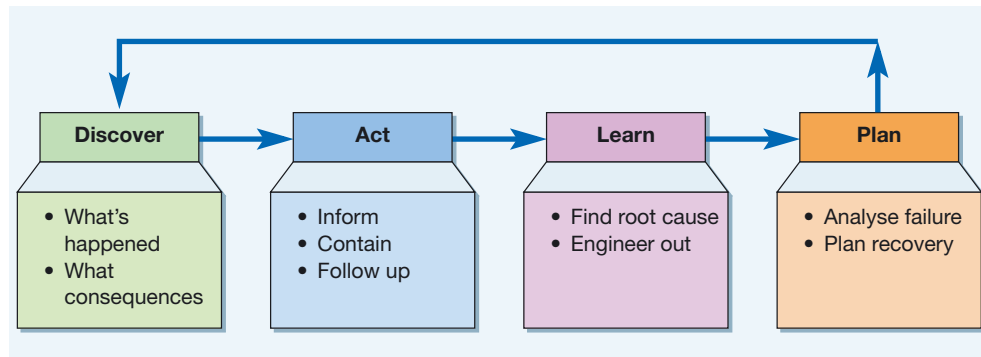 Discover
Act
Learn
Plan
• What's
happened
• What
consequences
• Inform
• Contain
• Follow up
• Find root cause
• Engineer out
• Analyse failure
• Plan recovery